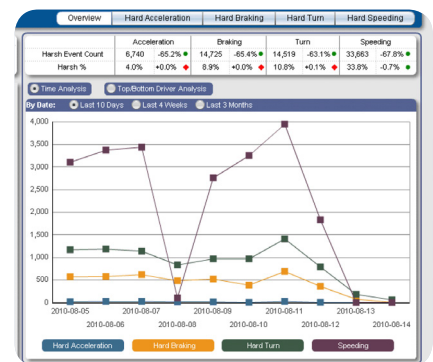 Overview Hard Acceleration Hard Braking Hard Turn Hard Speeding
Acceleration Braking Turn Speeding
Harsh Event Count 6,740 -65.2% 14,725 -65.4% 14,519 -63.1% 33,663 -67.8%
Harsh % 4.0% +0.0% 8.9% +0.0% 10.8% +0.1% 33.8% -0.7%
Time Analysis Top/Bottom Driver Analysis
By Date: Last 10 Days Last 4 Weeks Last 3 Months
4,000
3,500
3,000
2,500
2,000
1,500
1,000
500
0
2010-08-05 2010-08-07 2010-08-09 2010-08-11 2010-08-13
2010-08-06 2010-08-08 2010-08-10 2010-08-12 2010-08-14
Hard Acceleration Hard Braking Hard Turn Speeding